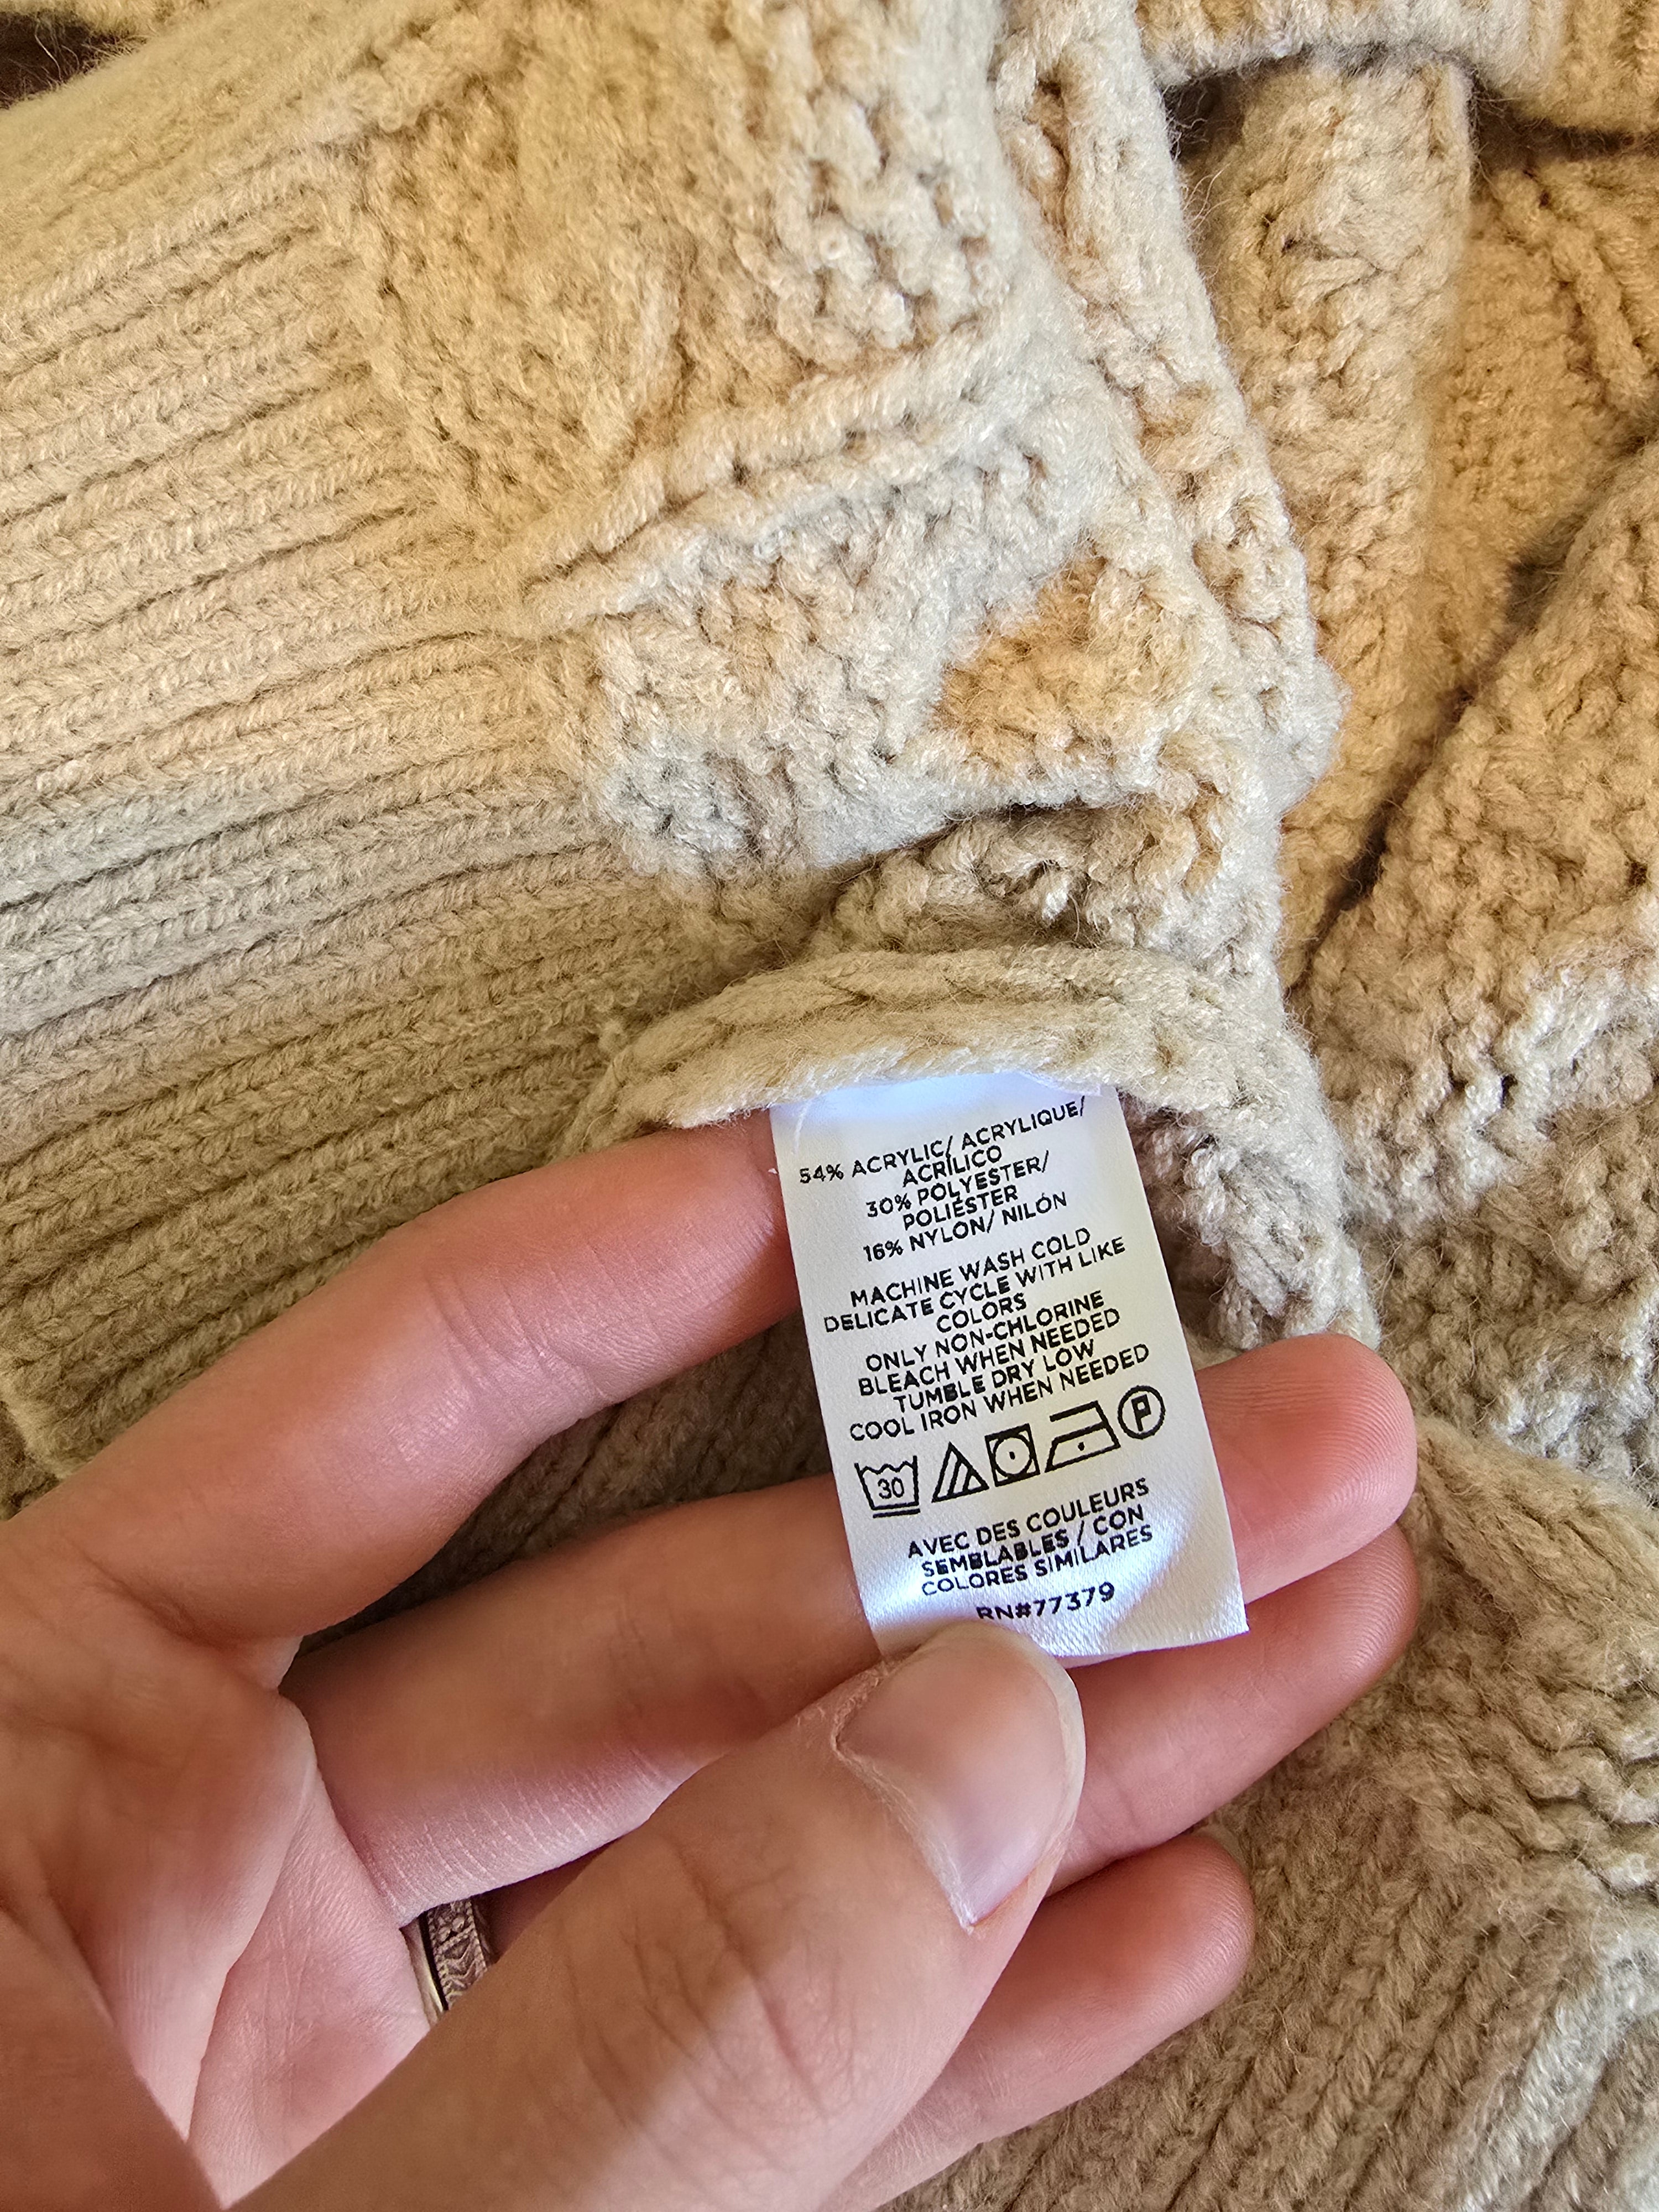 54% ACRYLIC/ ACRYLIQUE/
ACRÍLICO
30% POLYESTER/
POLIÉSTER
16% NYLON/ NILÓN
MACHINE WASH COLD
DELICATE CYCLE WITH LIKE
COLORS
ONLY NON-CHLORINE
BLEACH WHEN NEEDED
TUMBLE DRY LOW
COOL IRON WHEN NEEDED
30 P
AVEC DES COULEURS
SEMBLABLES / CON
COLORES SIMILARES
RN#77379